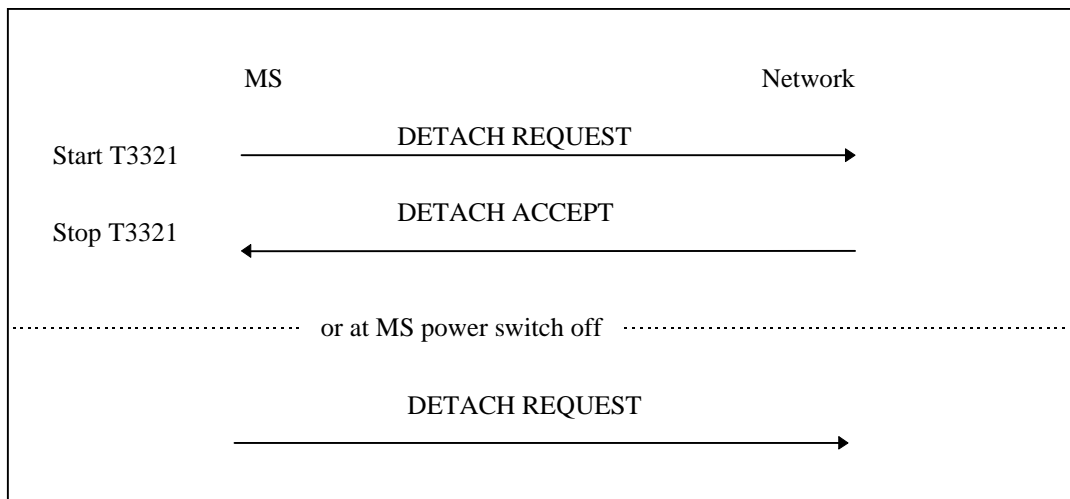 MS Network
DETACH REQUEST
Start T3321
DETACH ACCEPT
Stop T3321
or at MS power switch off
DETACH REQUEST